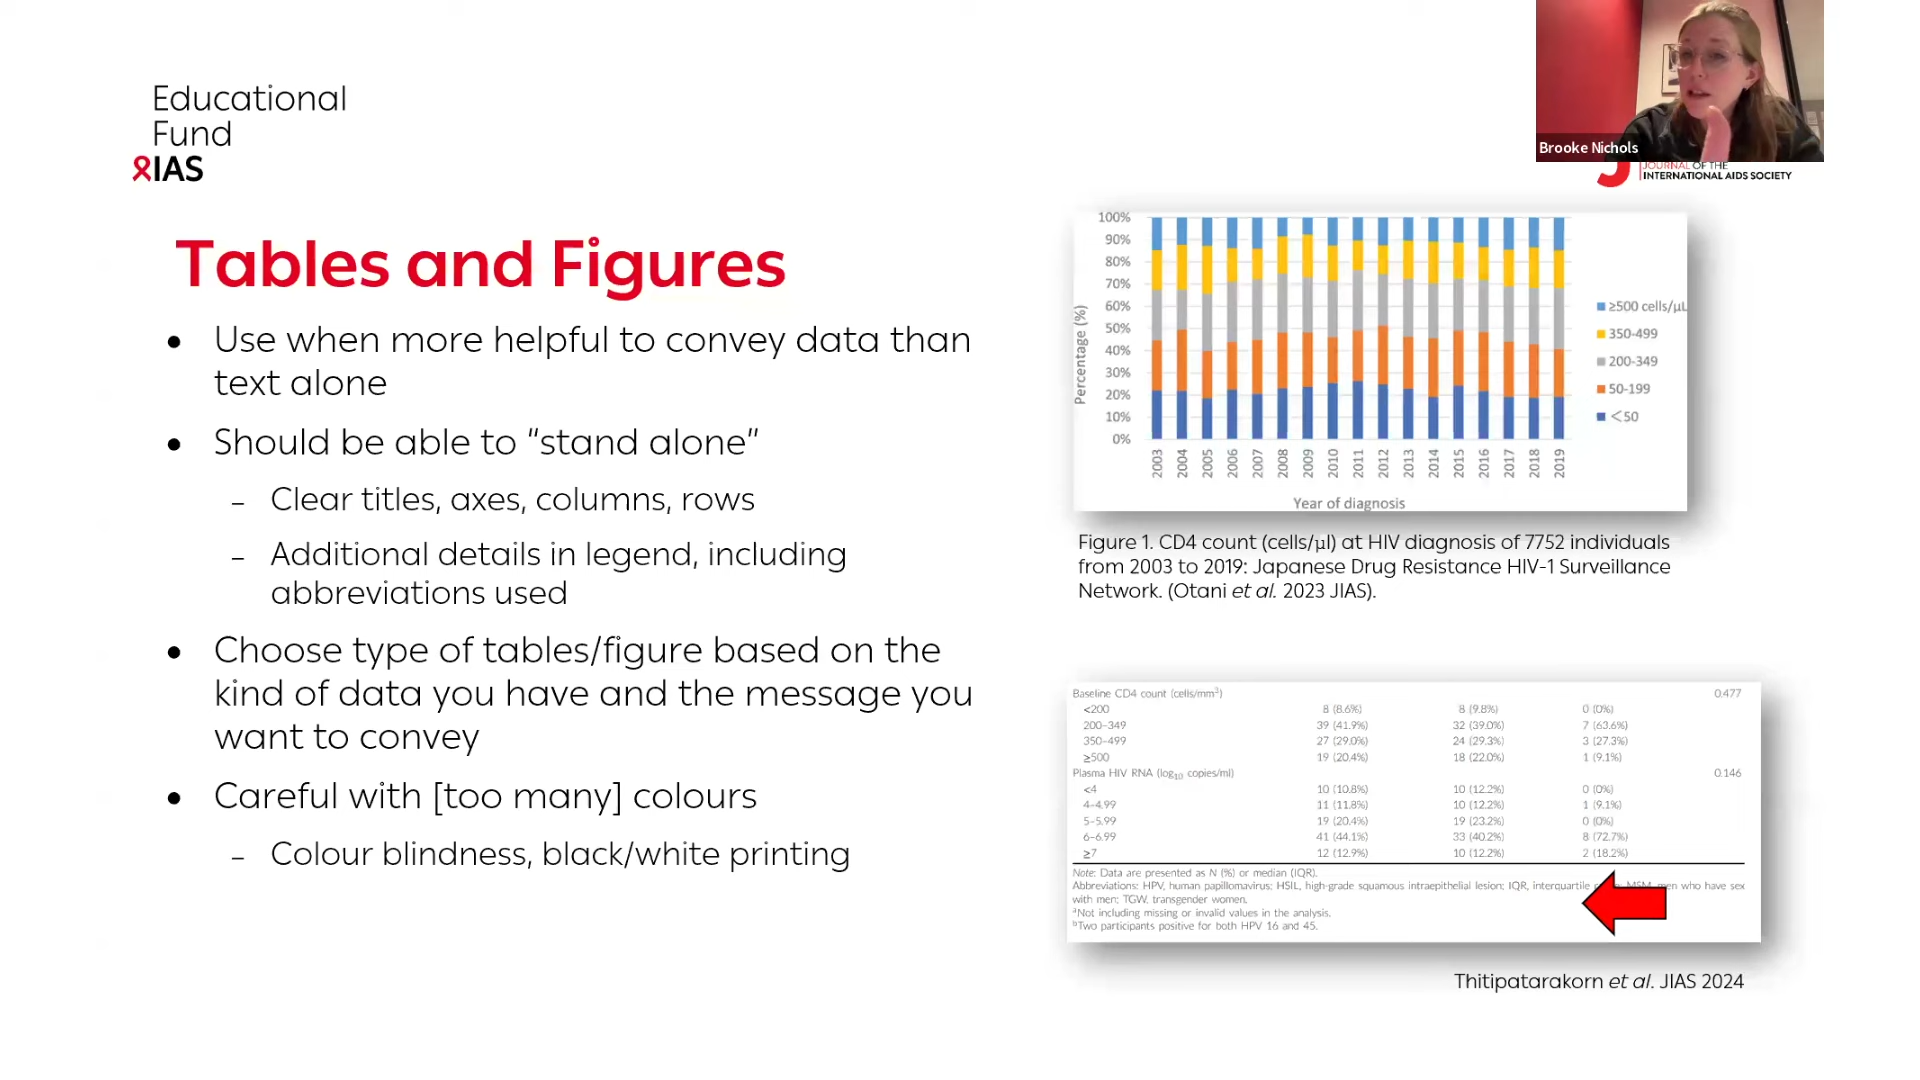 Educational
Fund
IAS
Brooke Nichols
JOURNAL OF THE
INTERNATIONAL AIDS SOCIETY
Tables and Figures
• Use when more helpful to convey data than
text alone
• Should be able to “stand alone”
– Clear titles, axes, columns, rows
– Additional details in legend, including
abbreviations used
• Choose type of tables/figure based on the
kind of data you have and the message you
want to convey
• Careful with [too many] colours
– Colour blindness, black/white printing
100%
90%
80%
70%
60%
50%
40%
30%
20%
10%
0%
Percentage (%)
2003 2004 2005 2006 2007 2008 2009 2010 2011 2012 2013 2014 2015 2016 2017 2018 2019
Year of diagnosis
≥500 cells/μL
350-499
200-349
50-199
<50
Figure 1. CD4 count (cells/μl) at HIV diagnosis of 7752 individuals
from 2003 to 2019: Japanese Drug Resistance HIV-1 Surveillance
Network. (Otani et al. 2023 JIAS).
Baseline CD4 count (cells/mm³) 0.477
<200 8 (8.6%) 8 (9.8%) 0 (0%)
200–349 39 (41.9%) 32 (39.0%) 7 (63.6%)
350–499 27 (29.0%) 24 (29.3%) 3 (27.3%)
≥500 19 (20.4%) 18 (22.0%) 1 (9.1%)
Plasma HIV RNA (log₁₀ copies/ml) 0.146
<4 10 (10.8%) 10 (12.2%) 0 (0%)
4–4.99 11 (11.8%) 10 (12.2%) 1 (9.1%)
5–5.99 19 (20.4%) 19 (23.2%) 0 (0%)
6–6.99 41 (44.1%) 33 (40.2%) 8 (72.7%)
≥7 12 (12.9%) 10 (12.2%) 2 (18.2%)
Note: Data are presented as N (%) or median (IQR).
Abbreviations: HPV, human papillomavirus; HSIL, high-grade squamous intraepithelial lesion; IQR, interquartile MSM, men who have sex
with men; TGW, transgender women.
ᵃNot including missing or invalid values in the analysis.
ᵇTwo participants positive for both HPV 16 and 45.
Thitipatarakorn et al. JIAS 2024